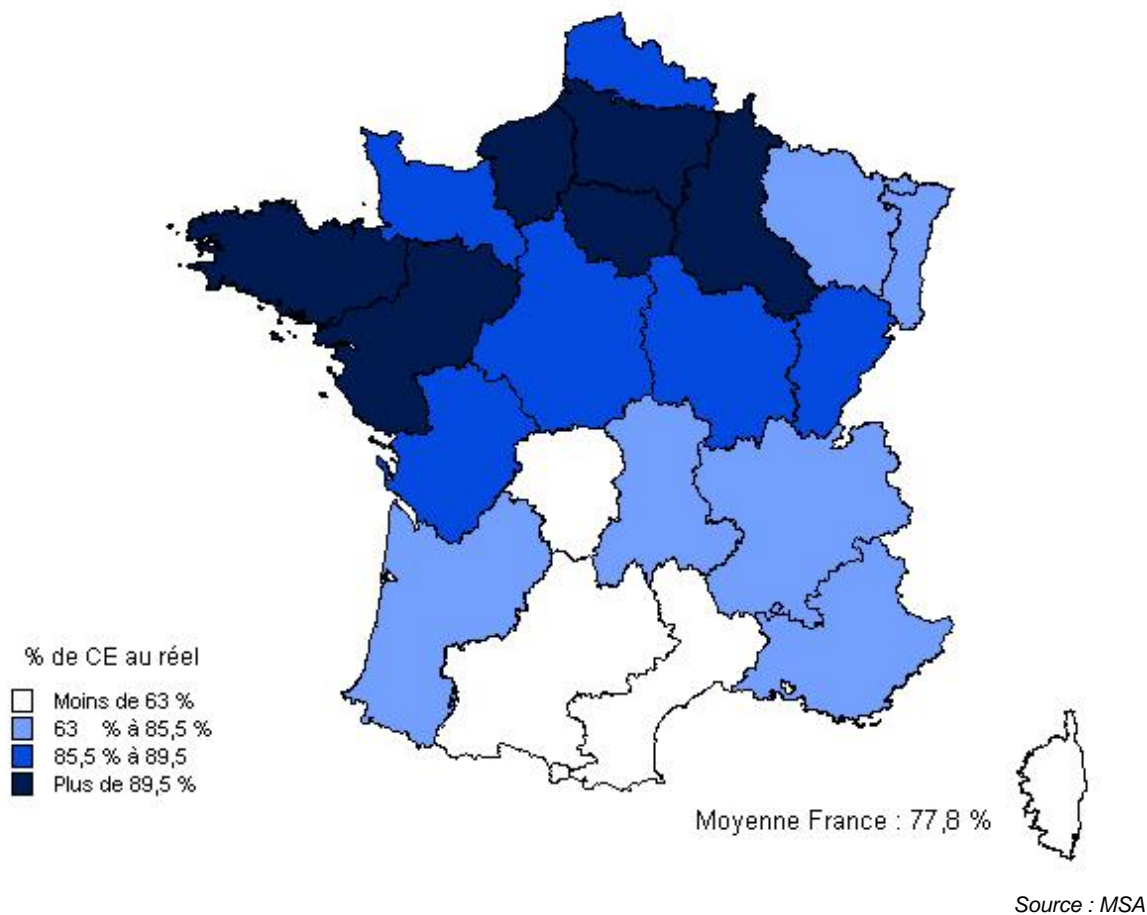 % de CE au réel
Moins de 63 %
63 % à 85,5 %
85,5 % à 89,5
Plus de 89,5 %
Moyenne France : 77,8 %
Source : MSA